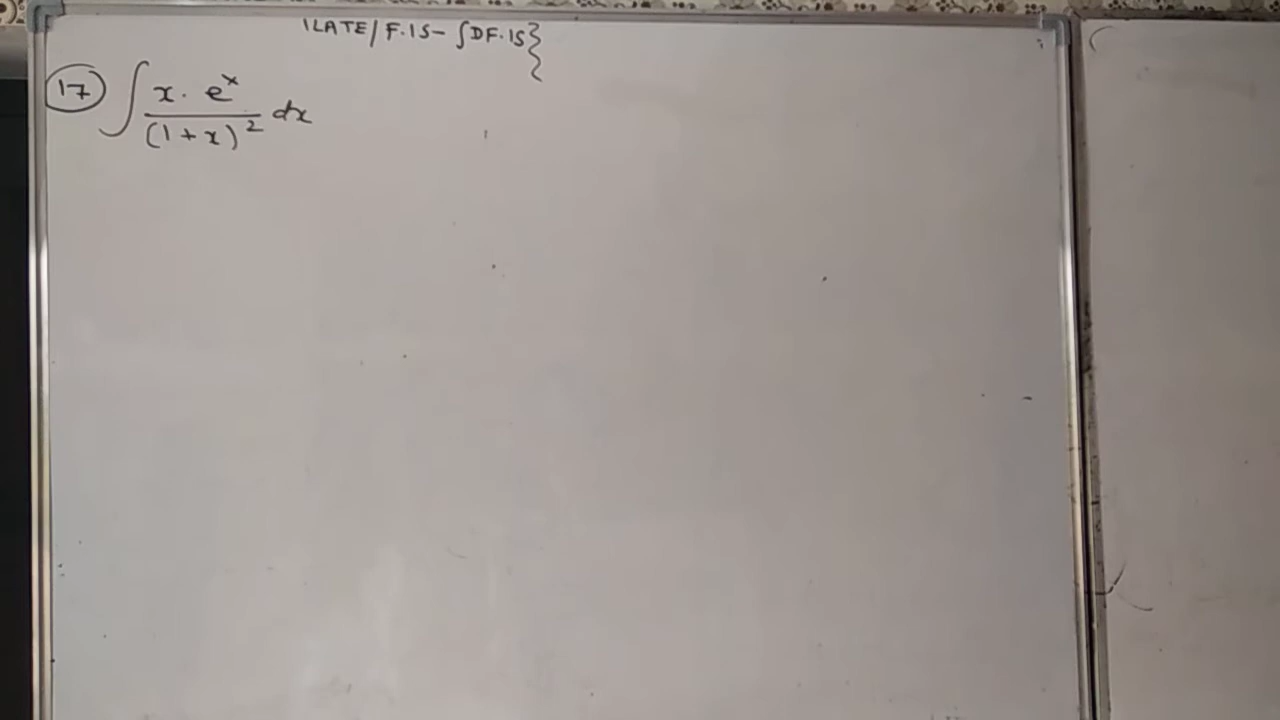 ILATE/F.IS-∫DF.IS}
17 ∫ x.e^x/(1+x)^2 dx